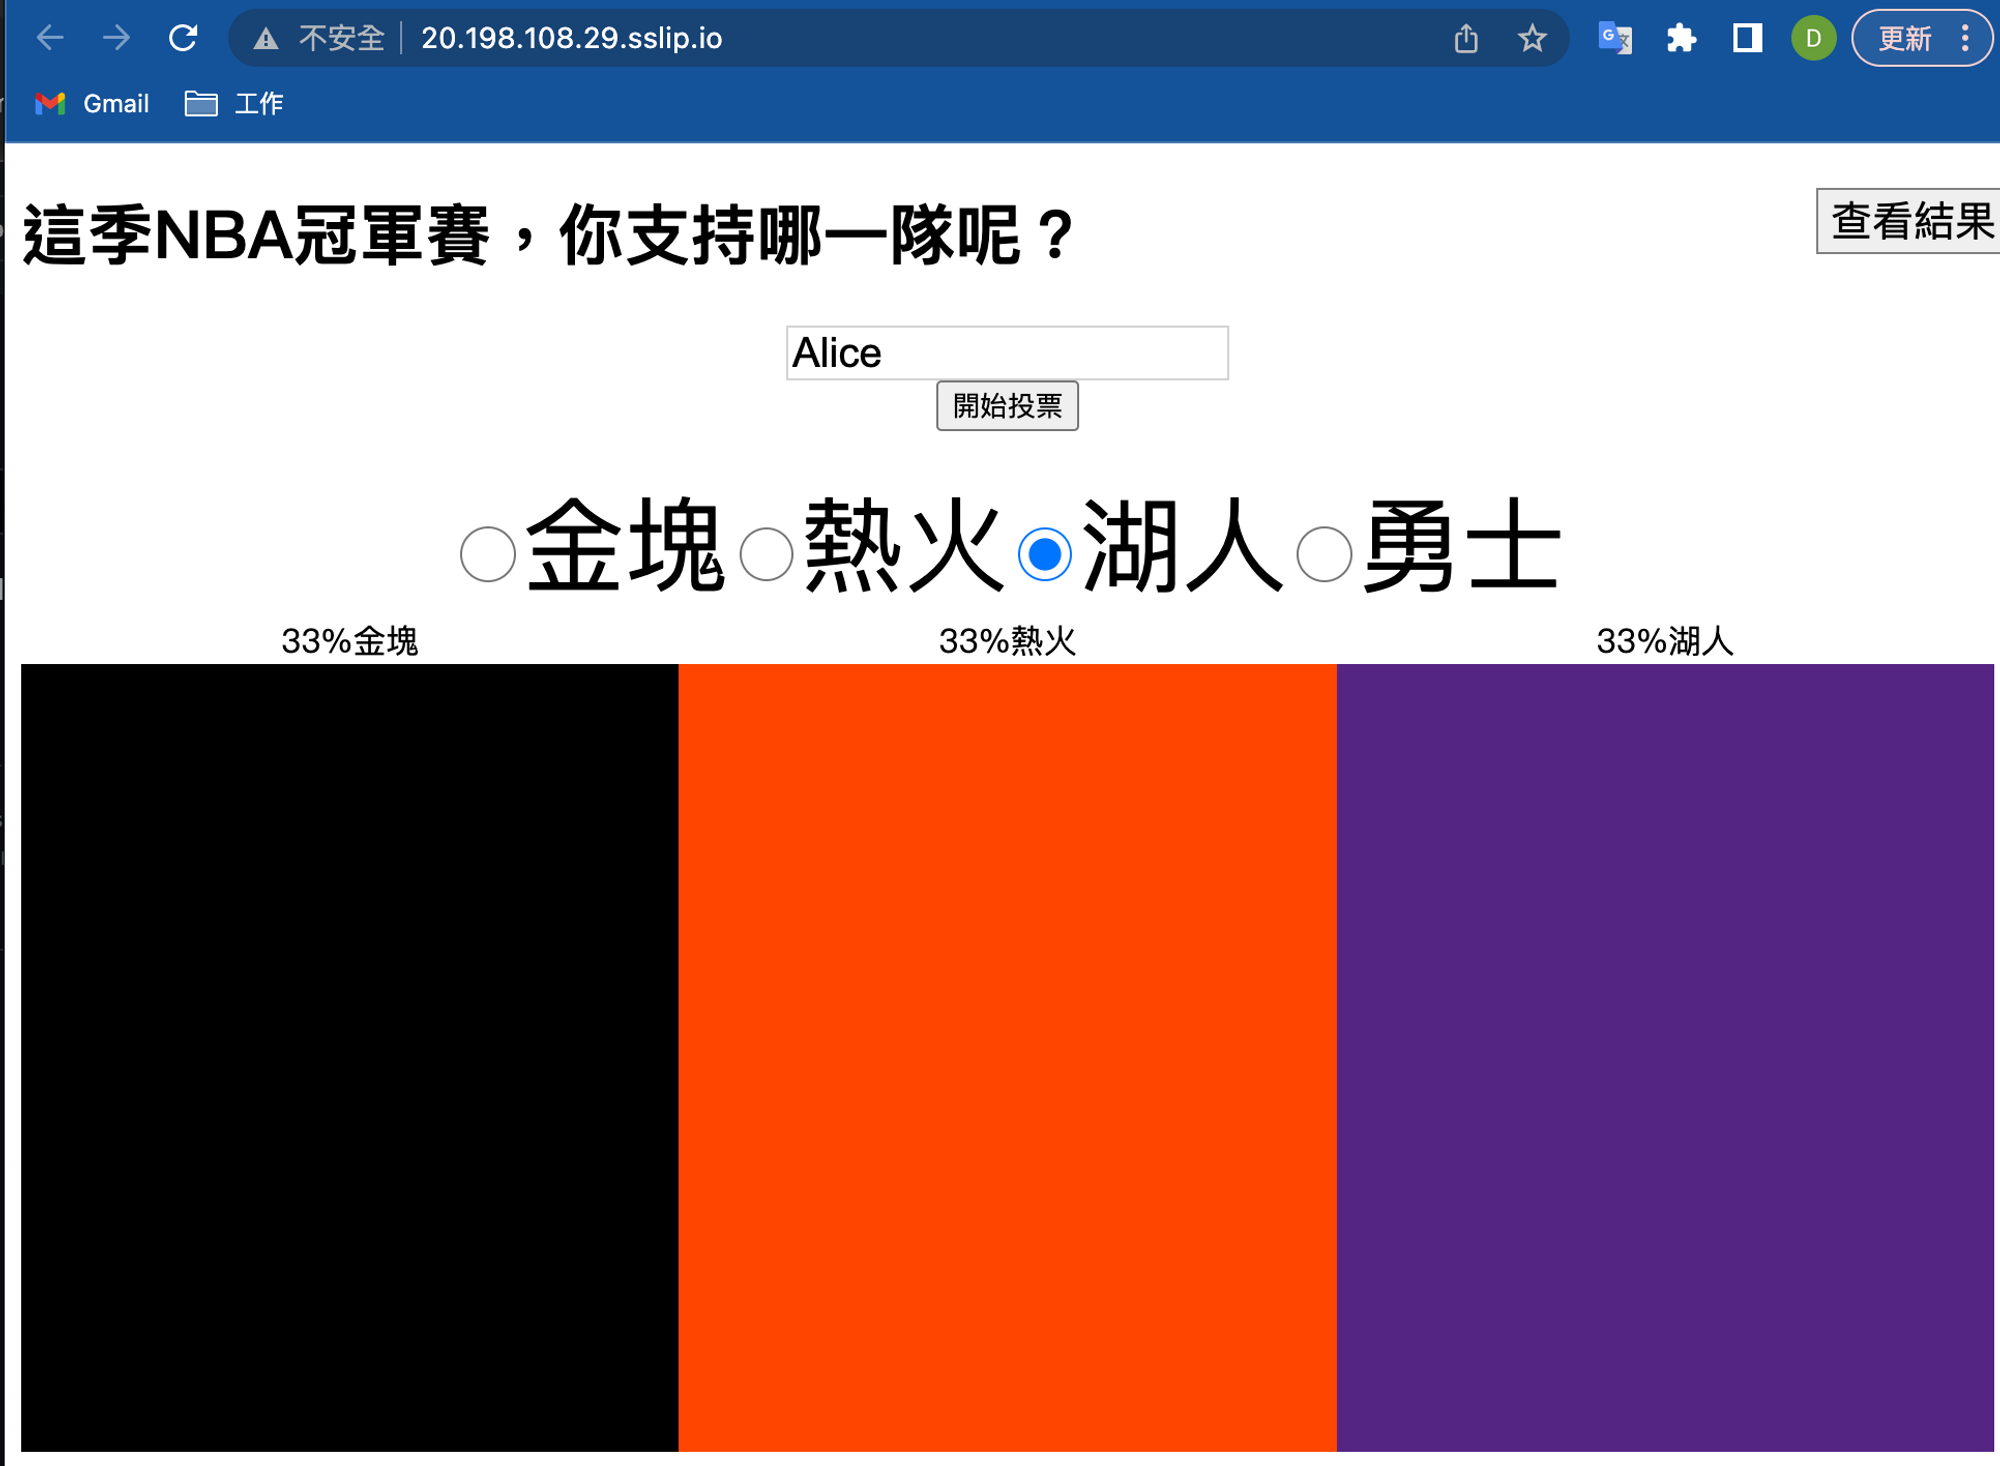 不安全 20.198.108.29.sslip.io D 更新
Gmail 工作
這季NBA冠軍賽，你支持哪一隊呢？
查看結果
Alice
開始投票
金塊 熱火 湖人 勇士
33%金塊 33%熱火 33%湖人